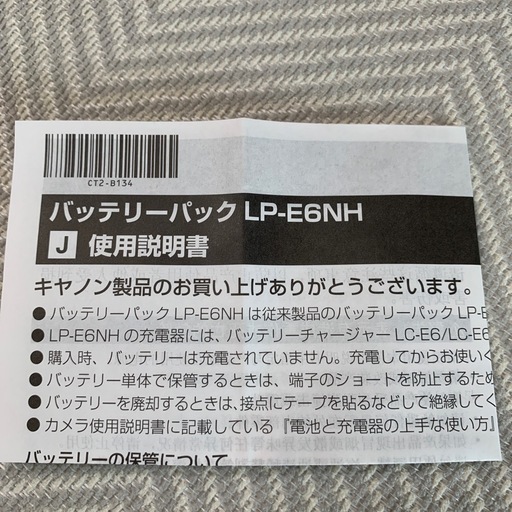 CT2-B134
バッテリーパック LP-E6NH
J 使用説明書
キヤノン製品のお買い上げありがとうございます。
● バッテリーパック LP-E6NH は従来製品のバッテリーパック LP-E
● LP-E6NH の充電器には、バッテリーチャージャー LC-E6/LC-E6
● 購入時、バッテリーは充電されていません。充電してからお使いく
● バッテリー単体で保管するときは、端子のショートを防止するため
● バッテリーを廃却するときは、接点にテープを貼るなどして絶縁してく
● カメラ使用説明書に記載している『電池と充電器の上手な使い方』
バッテリーの保管について